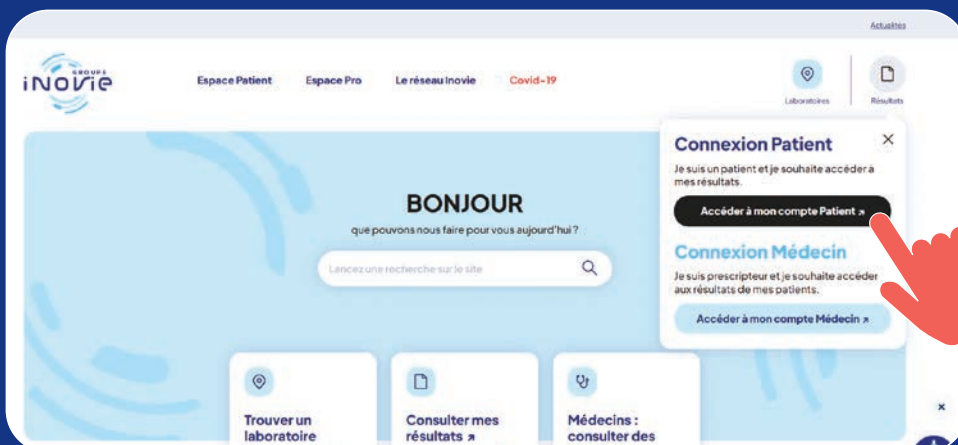 Actualités
GROUPE
iNOVIE
Espace Patient
Espace Pro
Le réseau Inovie
Covid-19
Laboratoires
Résultats
Connexion Patient
Je suis un patient et je souhaite accéder à
mes résultats.
Accéder à mon compte Patient
Connexion Médecin
Je suis prescripteur et je souhaite accéder
aux résultats de mes patients.
Accéder à mon compte Médecin
BONJOUR
que pouvons nous faire pour vous aujourd'hui ?
Lancez une recherche sur le site
Trouver un
laboratoire
Consulter mes
résultats
Médecins :
consulter des